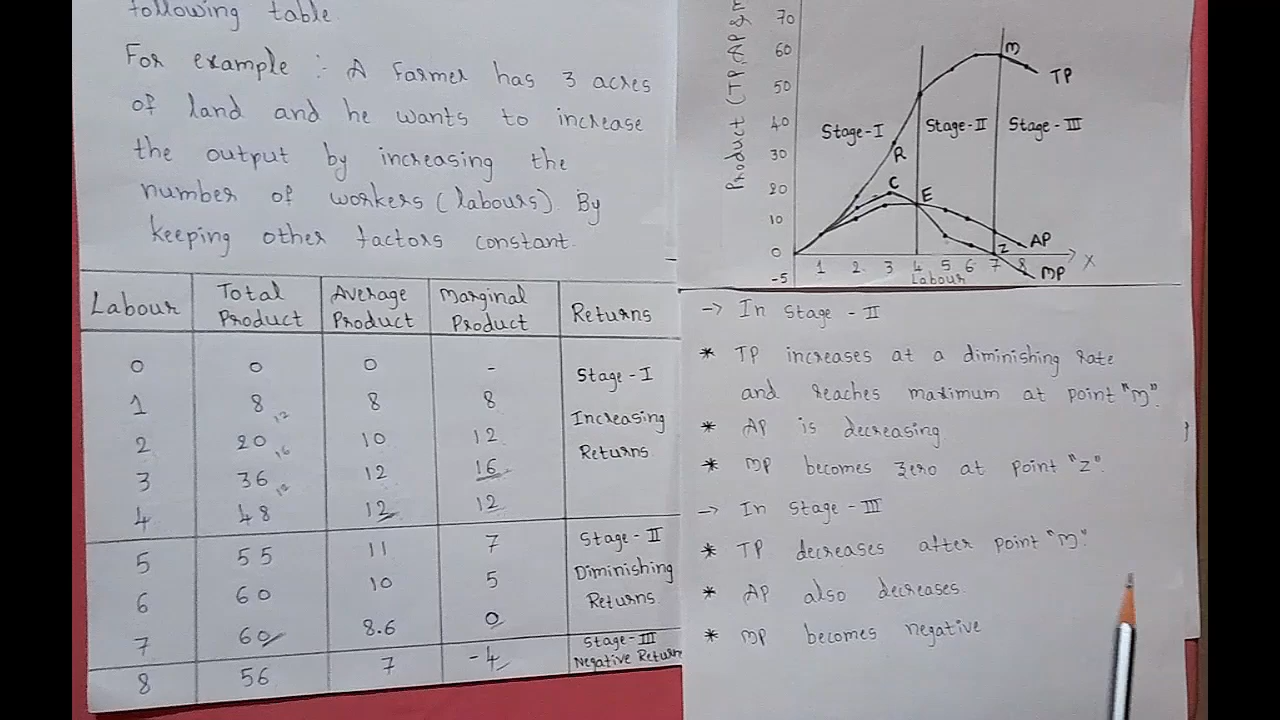 following table
For example :- A Farmer has 3 acres
of land and he wants to increase
the output by increasing the
number of workers (labours). By
keeping other factors constant.
Labour Total Product Average Product Marginal Product Returns
0 0 0 -
1 8 8 8
12
2 20 10 12
16
3 36 12 16
12
4 48 12 12
Stage-I
Increasing
Returns
5 55 11 7
6 60 10 5
7 60 8.6 0
Stage-II
Diminishing
Returns
8 56 7 -4
Stage-III
Negative Return
Product (TP, AP &
70
60
50
40
30
20
10
0
-5
Stage-I Stage-II Stage-III
M
TP
R
C
E
AP
Z
MP
X
1 2 3 4 5 6 7 8
Labour
-> In stage - II
* TP increases at a diminishing rate
and reaches maximum at point "M".
* AP is decreasing
* MP becomes zero at point "Z".
-> In stage - III
* TP decreases after point "M".
* AP also decreases.
* MP becomes negative